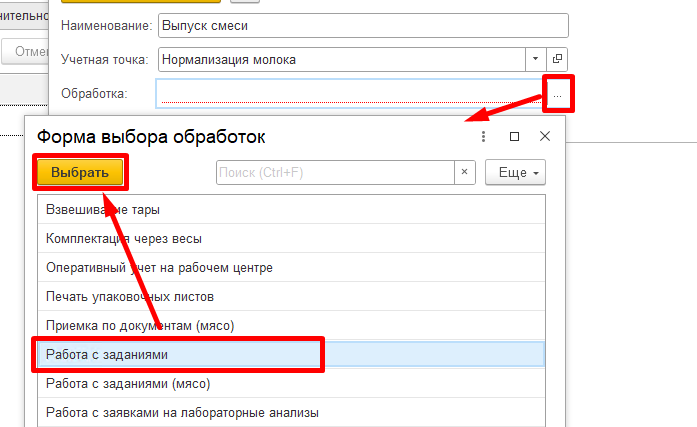 нительно
Отмен
Наименование: Выпуск смеси
Учетная точка: Нормализация молока
Обработка: ...
Форма выбора обработок
Выбрать Поиск (Ctrl+F) × Еще
Взвешивание тары
Комплектация через весы
Оперативный учет на рабочем центре
Печать упаковочных листов
Приемка по документам (мясо)
Работа с заданиями
Работа с заданиями (мясо)
Работа с заявками на лабораторные анализы